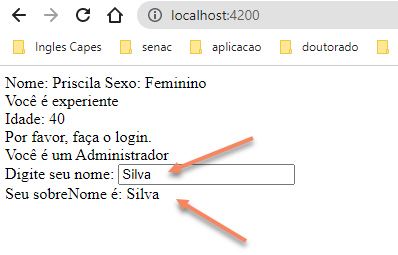 localhost:4200
Ingles Capes senac aplicacao doutorado
Nome: Priscila Sexo: Feminino
Você é experiente
Idade: 40
Por favor, faça o login.
Você é um Administrador
Digite seu nome: Silva
Seu sobreNome é: Silva